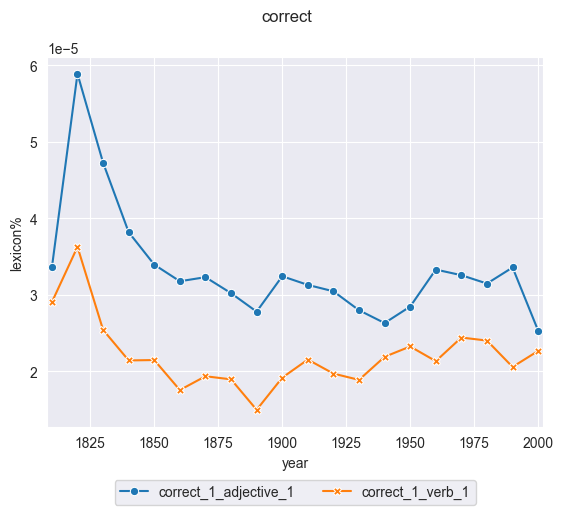 correct
1e−5
6
5
4
3
2
lexicon%
1825 1850 1875 1900 1925 1950 1975 2000
year
correct_1_adjective_1 correct_1_verb_1